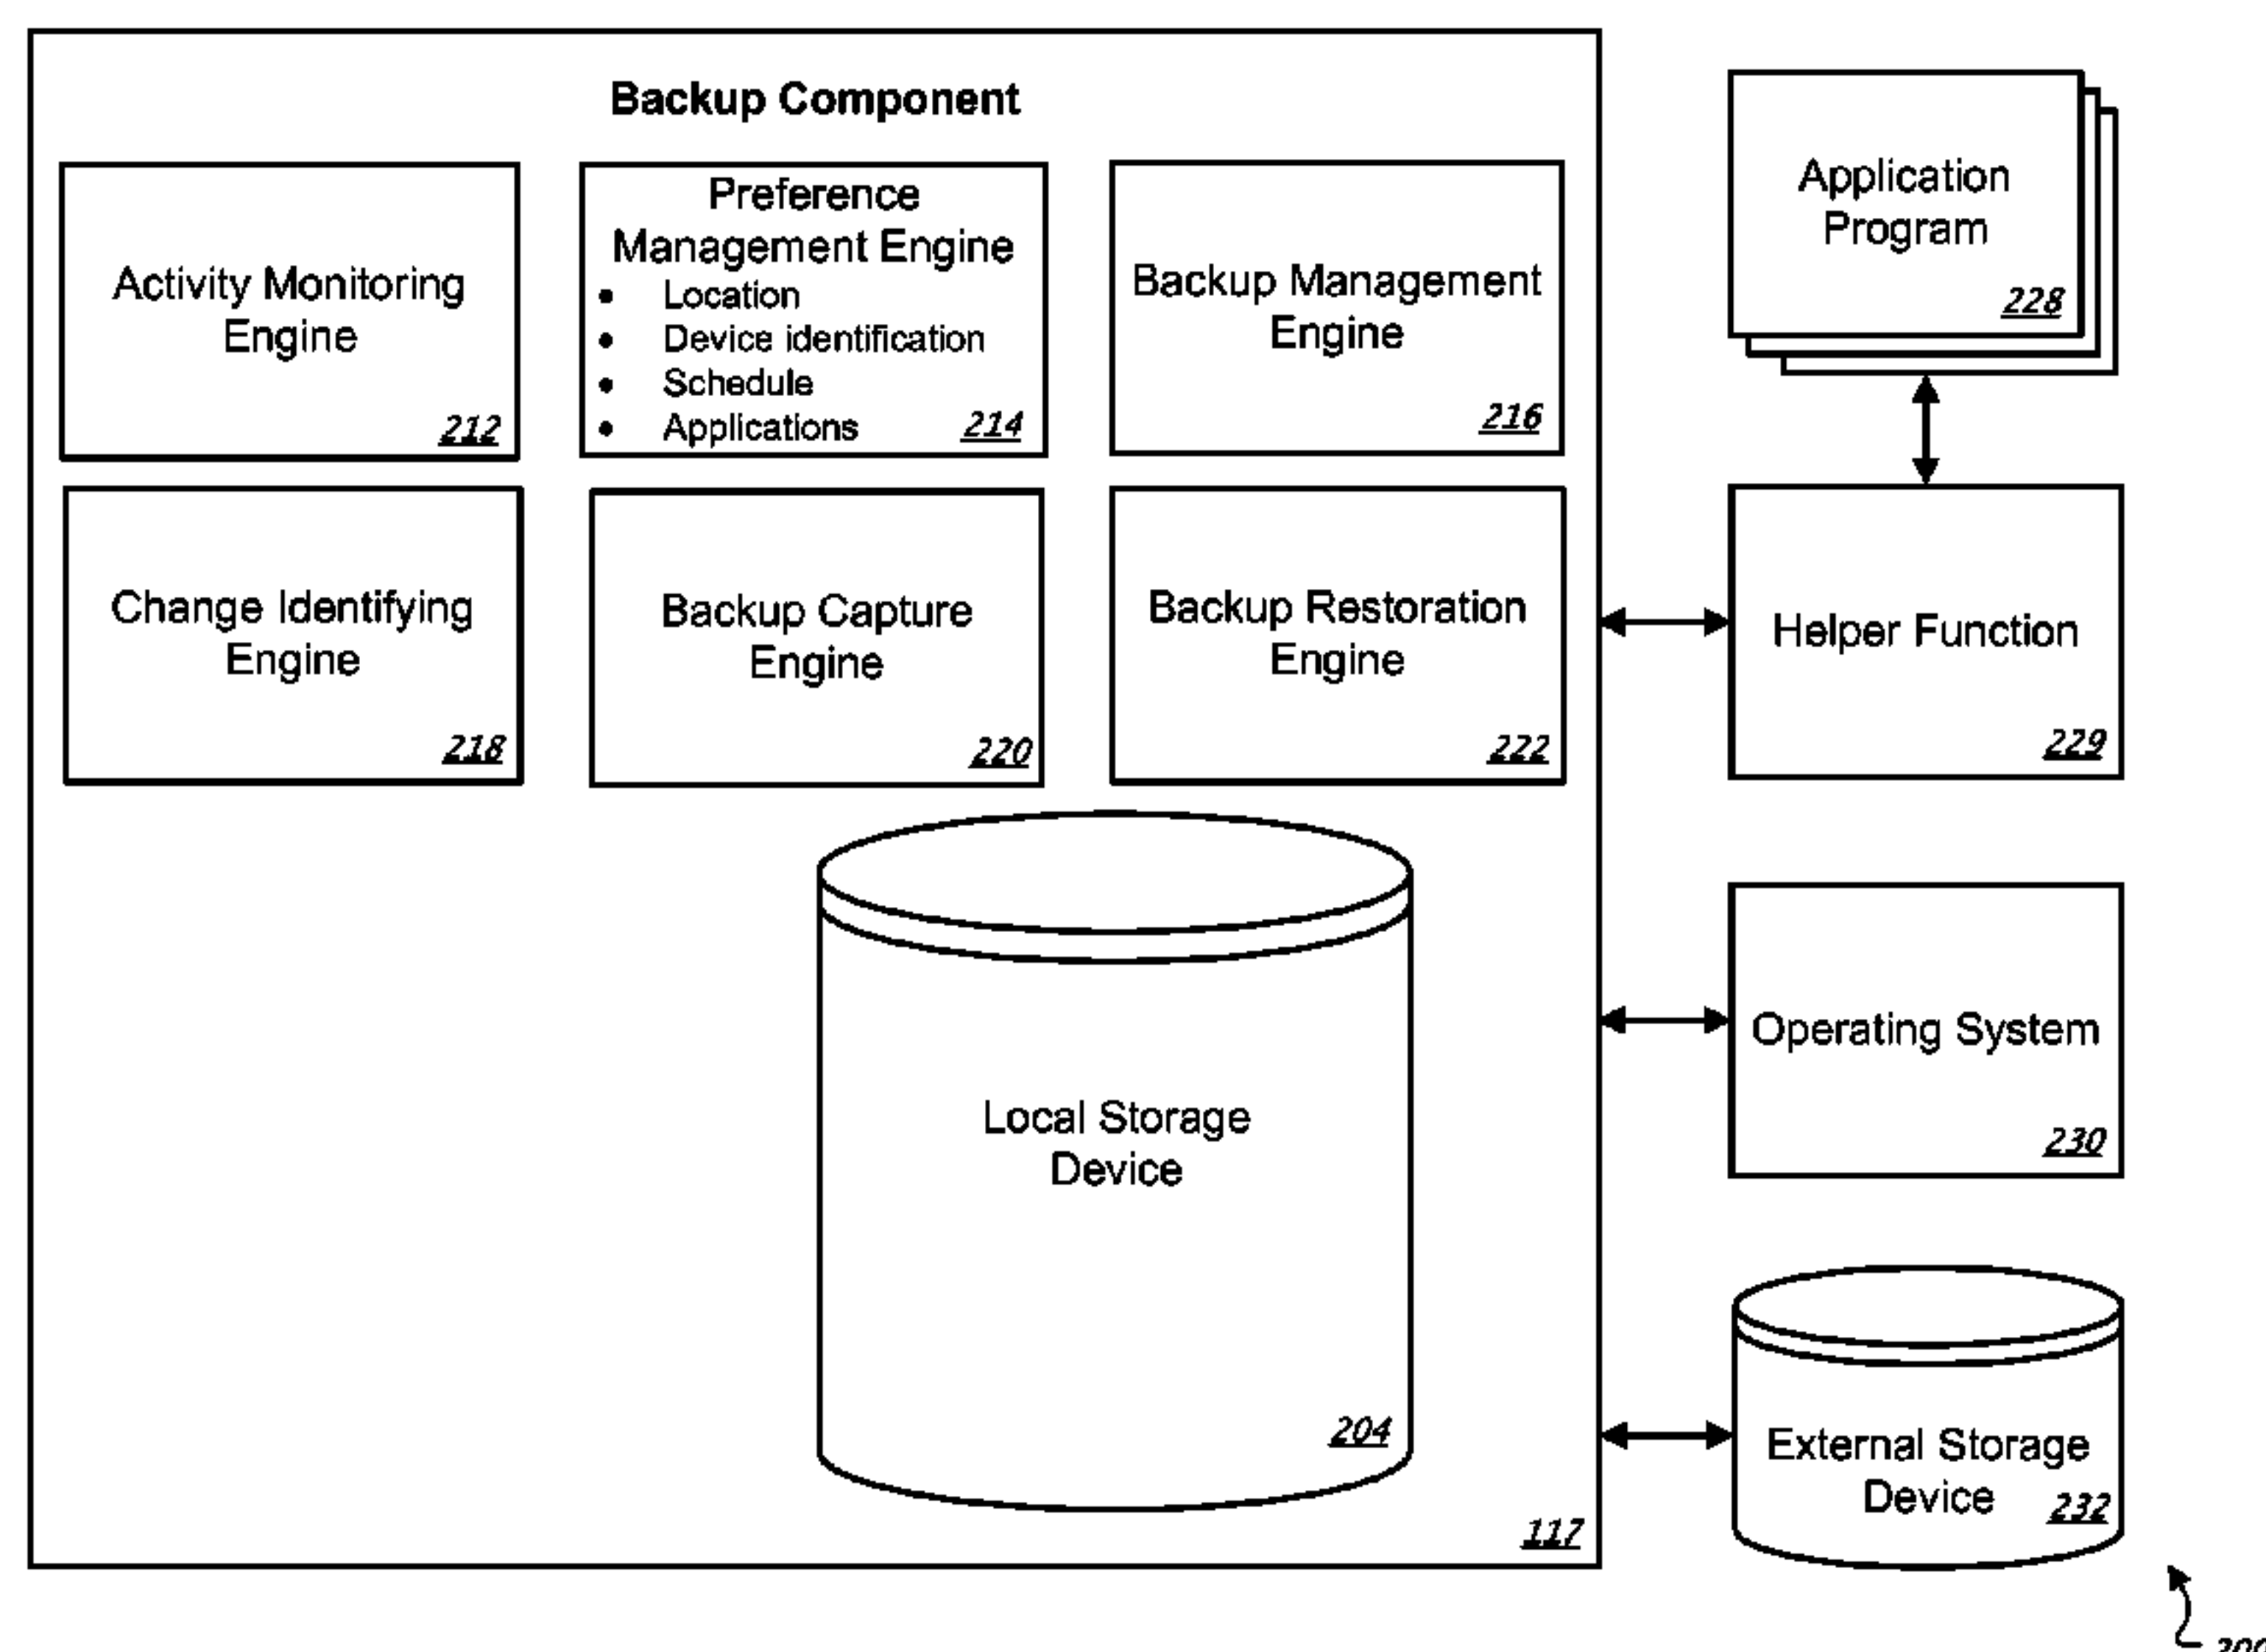 Backup Component
Activity Monitoring
Engine
212
Preference
Management Engine
• Location
• Device identification
• Schedule
• Applications
214
Backup Management
Engine
216
Change Identifying
Engine
218
Backup Capture
Engine
220
Backup Restoration
Engine
222
Local Storage
Device
204
117
Application
Program
228
Helper Function
229
Operating System
230
External Storage
Device
232